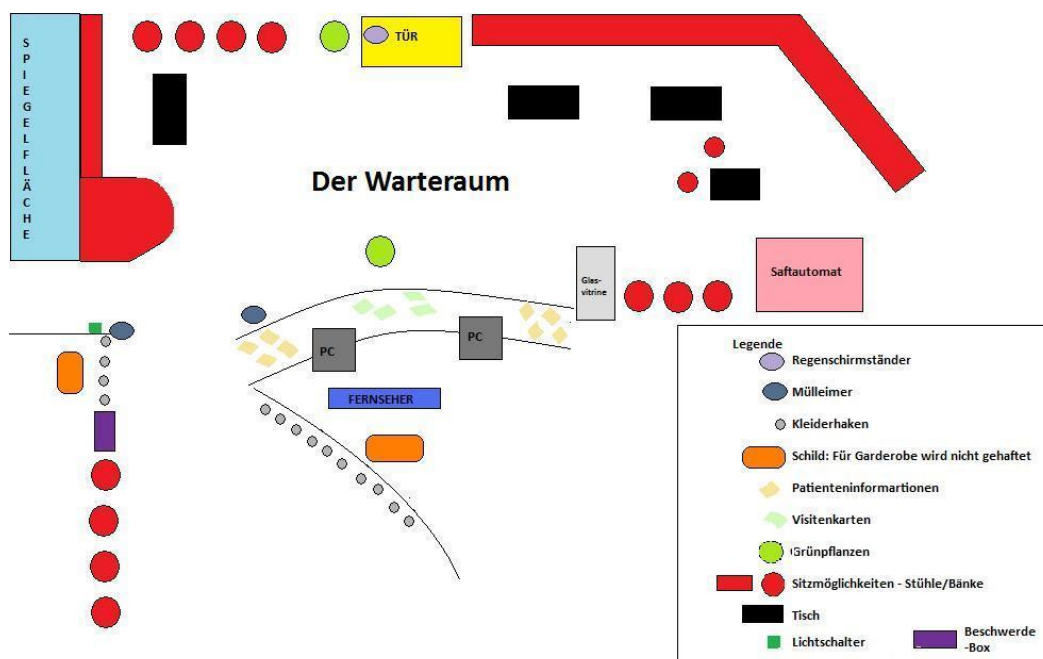 SPIEGELFLÄCHE
TÜR
Der Warteraum
Glas-
vitrine
Saftautomat
PC
PC
FERNSEHER
Legende
Regenschirmständer
Mülleimer
Kleiderhaken
Schild: Für Garderobe wird nicht gehaftet
Patienteninformartionen
Visitenkarten
Grünpflanzen
Sitzmöglichkeiten - Stühle/Bänke
Tisch
Lichtschalter
Beschwerde
-Box